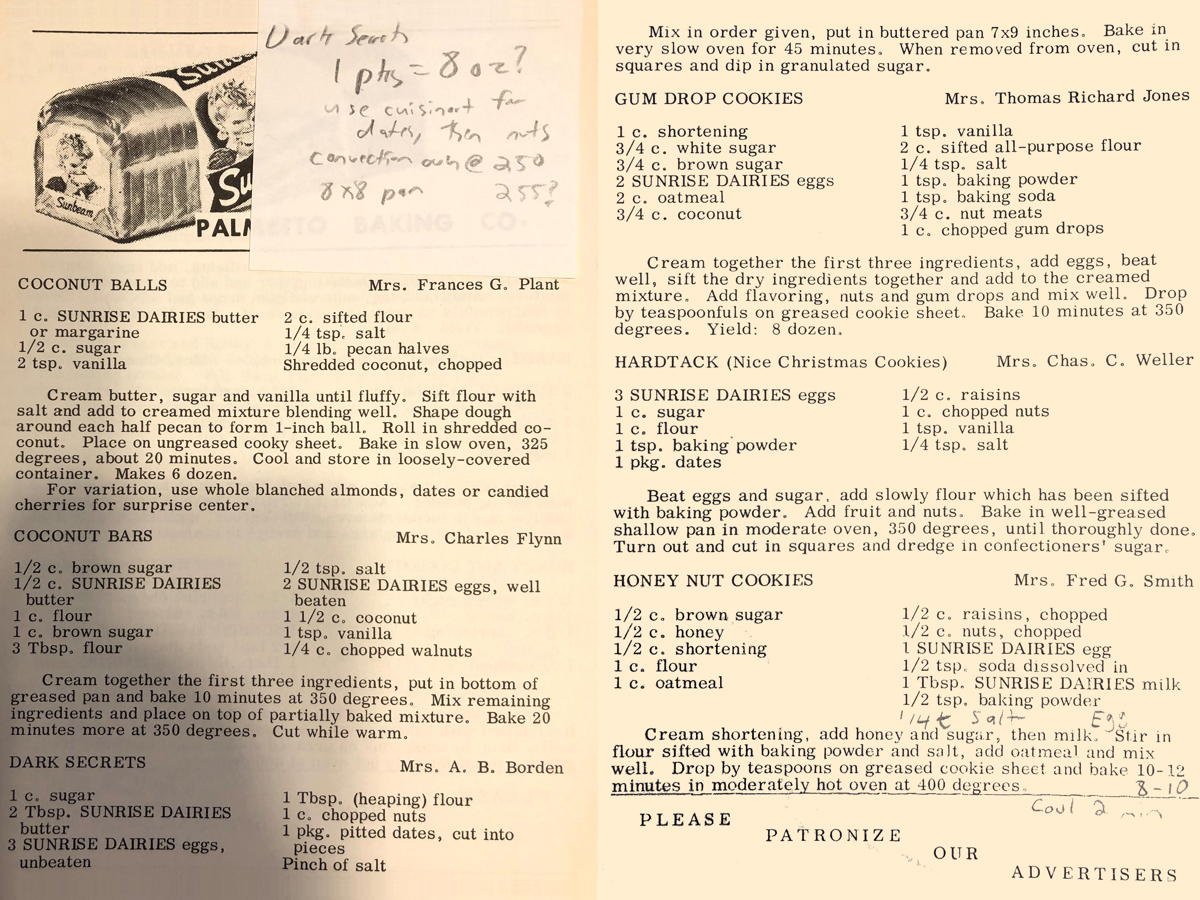 Dark Secrets
1 pkg = 8 oz?
use cuisinart for
dates, then nuts
convection oven @ 250
8x8 pan 255?
Sunbeam
PALMETTO BAKING CO.
COCONUT BALLS Mrs. Frances G. Plant
1 c. SUNRISE DAIRIES butter 2 c. sifted flour
or margarine 1/4 tsp. salt
1/2 c. sugar 1/4 lb. pecan halves
2 tsp. vanilla Shredded coconut, chopped
Cream butter, sugar and vanilla until fluffy. Sift flour with
salt and add to creamed mixture blending well. Shape dough
around each half pecan to form 1-inch ball. Roll in shredded co-
conut. Place on ungreased cooky sheet. Bake in slow oven, 325
degrees, about 20 minutes. Cool and store in loosely-covered
container. Makes 6 dozen.
For variation, use whole blanched almonds, dates or candied
cherries for surprise center.
COCONUT BARS Mrs. Charles Flynn
1/2 c. brown sugar 1/2 tsp. salt
1/2 c. SUNRISE DAIRIES 2 SUNRISE DAIRIES eggs, well
butter beaten
1 c. flour 1 1/2 c. coconut
1 c. brown sugar 1 tsp. vanilla
3 Tbsp. flour 1/4 c. chopped walnuts
Cream together the first three ingredients, put in bottom of
greased pan and bake 10 minutes at 350 degrees. Mix remaining
ingredients and place on top of partially baked mixture. Bake 20
minutes more at 350 degrees. Cut while warm.
DARK SECRETS Mrs. A. B. Borden
1 c. sugar 1 Tbsp. (heaping) flour
2 Tbsp. SUNRISE DAIRIES 1 c. chopped nuts
butter 1 pkg. pitted dates, cut into
3 SUNRISE DAIRIES eggs, pieces
unbeaten Pinch of salt
Mix in order given, put in buttered pan 7x9 inches. Bake in
very slow oven for 45 minutes. When removed from oven, cut in
squares and dip in granulated sugar.
GUM DROP COOKIES Mrs. Thomas Richard Jones
1 c. shortening 1 tsp. vanilla
3/4 c. white sugar 2 c. sifted all-purpose flour
3/4 c. brown sugar 1/4 tsp. salt
2 SUNRISE DAIRIES eggs 1 tsp. baking powder
2 c. oatmeal 1 tsp. baking soda
3/4 c. coconut 3/4 c. nut meats
1 c. chopped gum drops
Cream together the first three ingredients, add eggs, beat
well, sift the dry ingredients together and add to the creamed
mixture. Add flavoring, nuts and gum drops and mix well. Drop
by teaspoonfuls on greased cookie sheet. Bake 10 minutes at 350
degrees. Yield: 8 dozen.
HARDTACK (Nice Christmas Cookies) Mrs. Chas. C. Weller
3 SUNRISE DAIRIES eggs 1/2 c. raisins
1 c. sugar 1 c. chopped nuts
1 c. flour 1 tsp. vanilla
1 tsp. baking powder 1/4 tsp. salt
1 pkg. dates
Beat eggs and sugar, add slowly flour which has been sifted
with baking powder. Add fruit and nuts. Bake in well-greased
shallow pan in moderate oven, 350 degrees, until thoroughly done.
Turn out and cut in squares and dredge in confectioners' sugar.
HONEY NUT COOKIES Mrs. Fred G. Smith
1/2 c. brown sugar 1/2 c. raisins, chopped
1/2 c. honey 1/2 c. nuts, chopped
1/2 c. shortening 1 SUNRISE DAIRIES egg
1 c. flour 1/2 tsp. soda dissolved in
1 c. oatmeal 1 Tbsp. SUNRISE DAIRIES milk
1/2 tsp. baking powder
1/4 t Salt Egg
Cream shortening, add honey and sugar, then milk. Stir in
flour sifted with baking powder and salt, add oatmeal and mix
well. Drop by teaspoons on greased cookie sheet and bake 10-12
minutes in moderately hot oven at 400 degrees. 8-10
Cool 2 min
PLEASE
PATRONIZE
OUR
ADVERTISERS